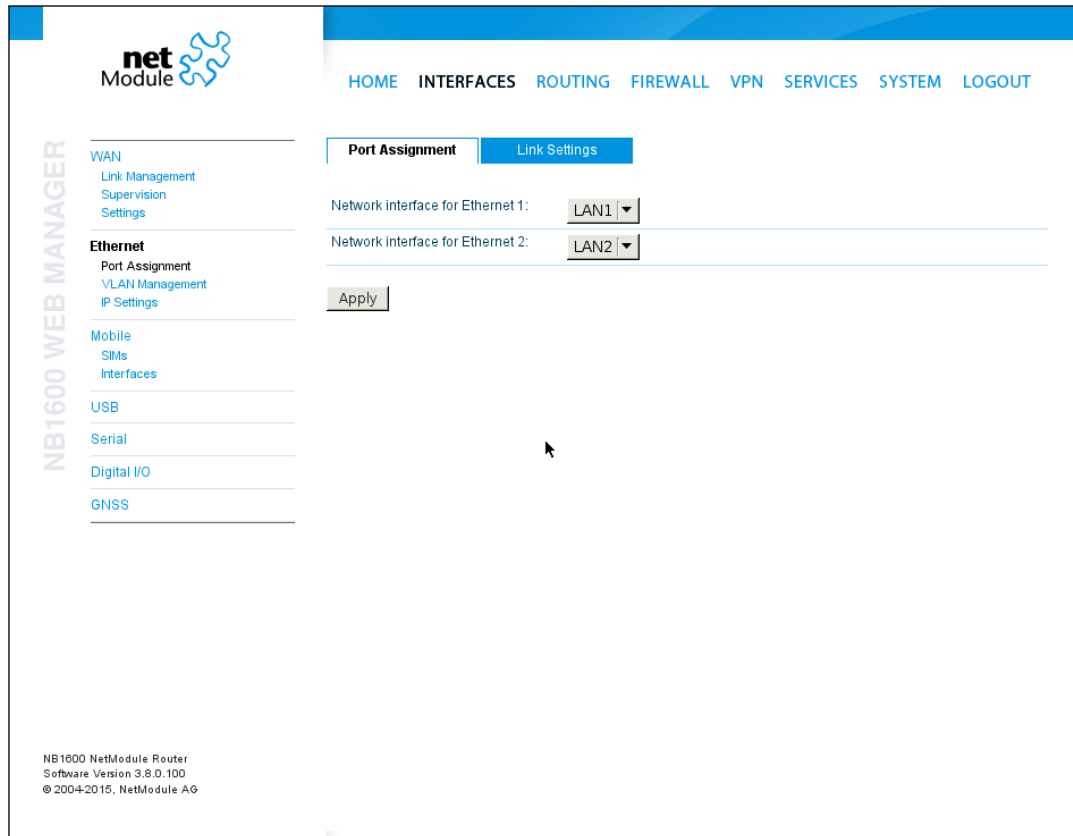 net
Module
HOME INTERFACES ROUTING FIREWALL VPN SERVICES SYSTEM LOGOUT
NB1600 WEB MANAGER
WAN
Link Management
Supervision
Settings
Ethernet
Port Assignment
VLAN Management
IP Settings
Mobile
SIMs
Interfaces
USB
Serial
Digital I/O
GNSS
Port Assignment Link Settings
Network interface for Ethernet 1: LAN1
Network interface for Ethernet 2: LAN2
Apply
NB1600 NetModule Router
Software Version 3.8.0.100
© 2004-2015, NetModule AG